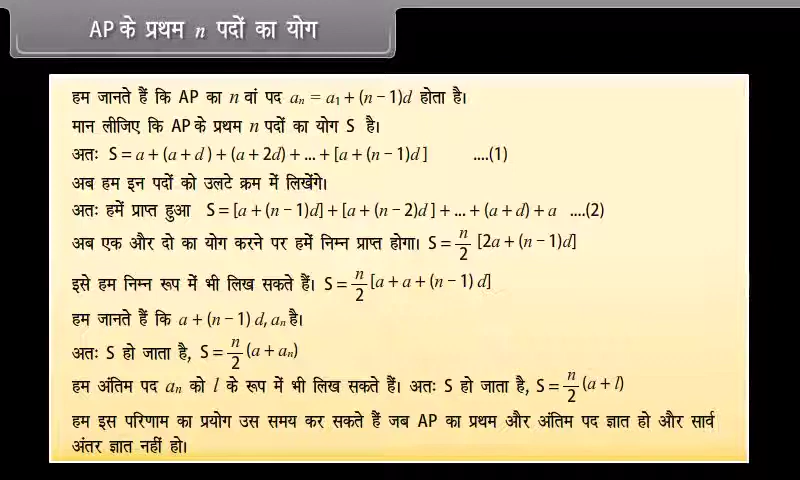 AP के प्रथम n पदों का योग
हम जानते हैं कि AP का n वां पद aₙ = a₁ + (n − 1)d होता है।
मान लीजिए कि AP के प्रथम n पदों का योग S है।
अतः S = a + (a + d ) + (a + 2d) + ... + [a + (n − 1)d ] ....(1)
अब हम इन पदों को उलटे क्रम में लिखेंगे।
अतः हमें प्राप्त हुआ S = [a + (n − 1)d] + [a + (n − 2)d ] + ... + (a + d) + a ....(2)
अब एक और दो का योग करने पर हमें निम्न प्राप्त होगा। S = n/2 [2a + (n − 1)d]
इसे हम निम्न रूप में भी लिख सकते हैं। S = n/2 [a + a + (n − 1) d]
हम जानते हैं कि a + (n − 1) d, aₙ है।
अतः S हो जाता है, S = n/2 (a + aₙ)
हम अंतिम पद aₙ को l के रूप में भी लिख सकते हैं। अतः S हो जाता है, S = n/2 (a + l)
हम इस परिणाम का प्रयोग उस समय कर सकते हैं जब AP का प्रथम और अंतिम पद ज्ञात हो और सार्व
अंतर ज्ञात नहीं हो।